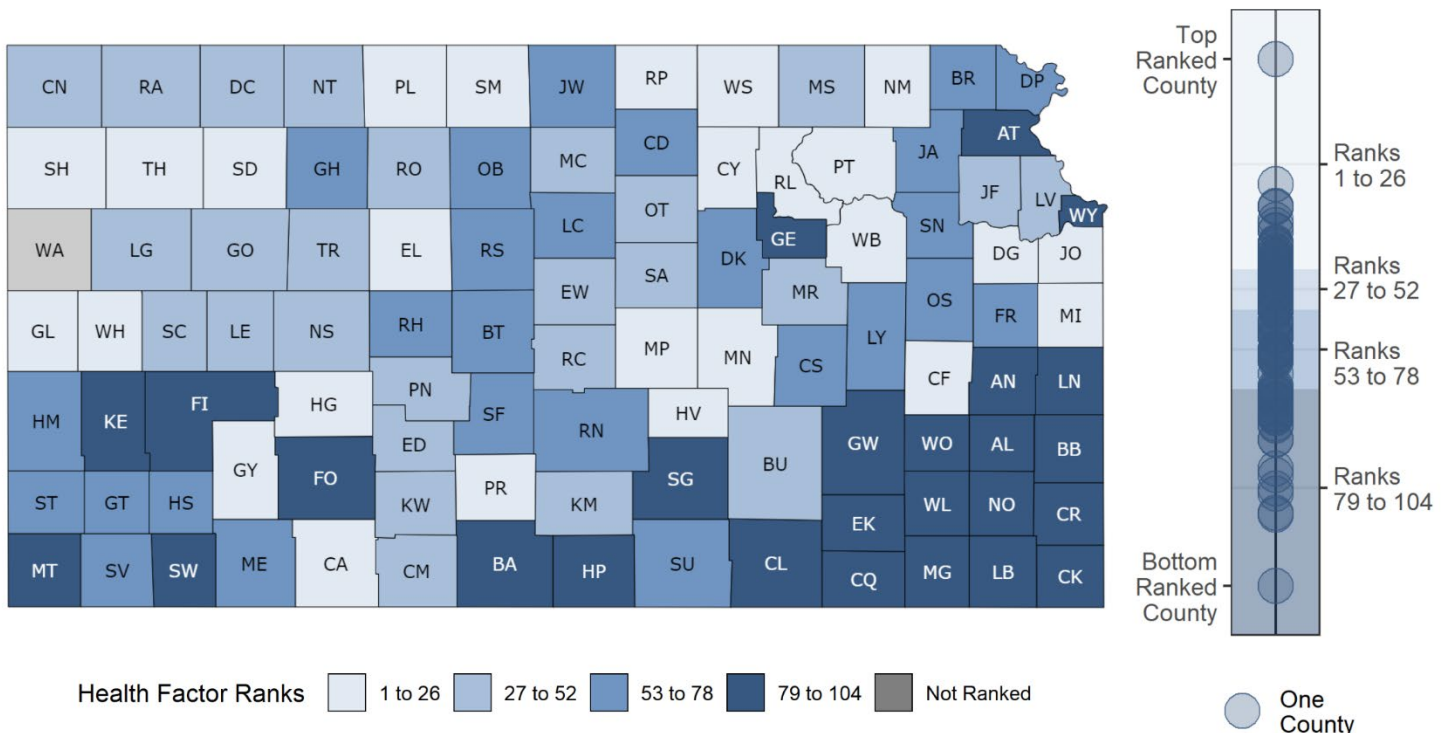 CN RA DC NT PL SM JW RP WS MS NM BR DP
SH TH SD GH RO OB MC CD CY RL PT JA AT
WA LG GO TR EL RS LC OT DK GE WB SN JF LV WY
GL WH SC LE NS RH BT EW SA MR LY OS DG JO
RC MP MN CS FR MI
HM KE FI HG PN SF RN HV CF AN LN
GY FO ED PR SG BU GW WO AL BB
ST GT HS KW KM EK WL NO CR
MT SV SW ME CA CM BA HP SU CL CQ MG LB CK
Top
Ranked
County
Ranks
1 to 26
Ranks
27 to 52
Ranks
53 to 78
Ranks
79 to 104
Bottom
Ranked
County
Health Factor Ranks 1 to 26 27 to 52 53 to 78 79 to 104 Not Ranked
One
County